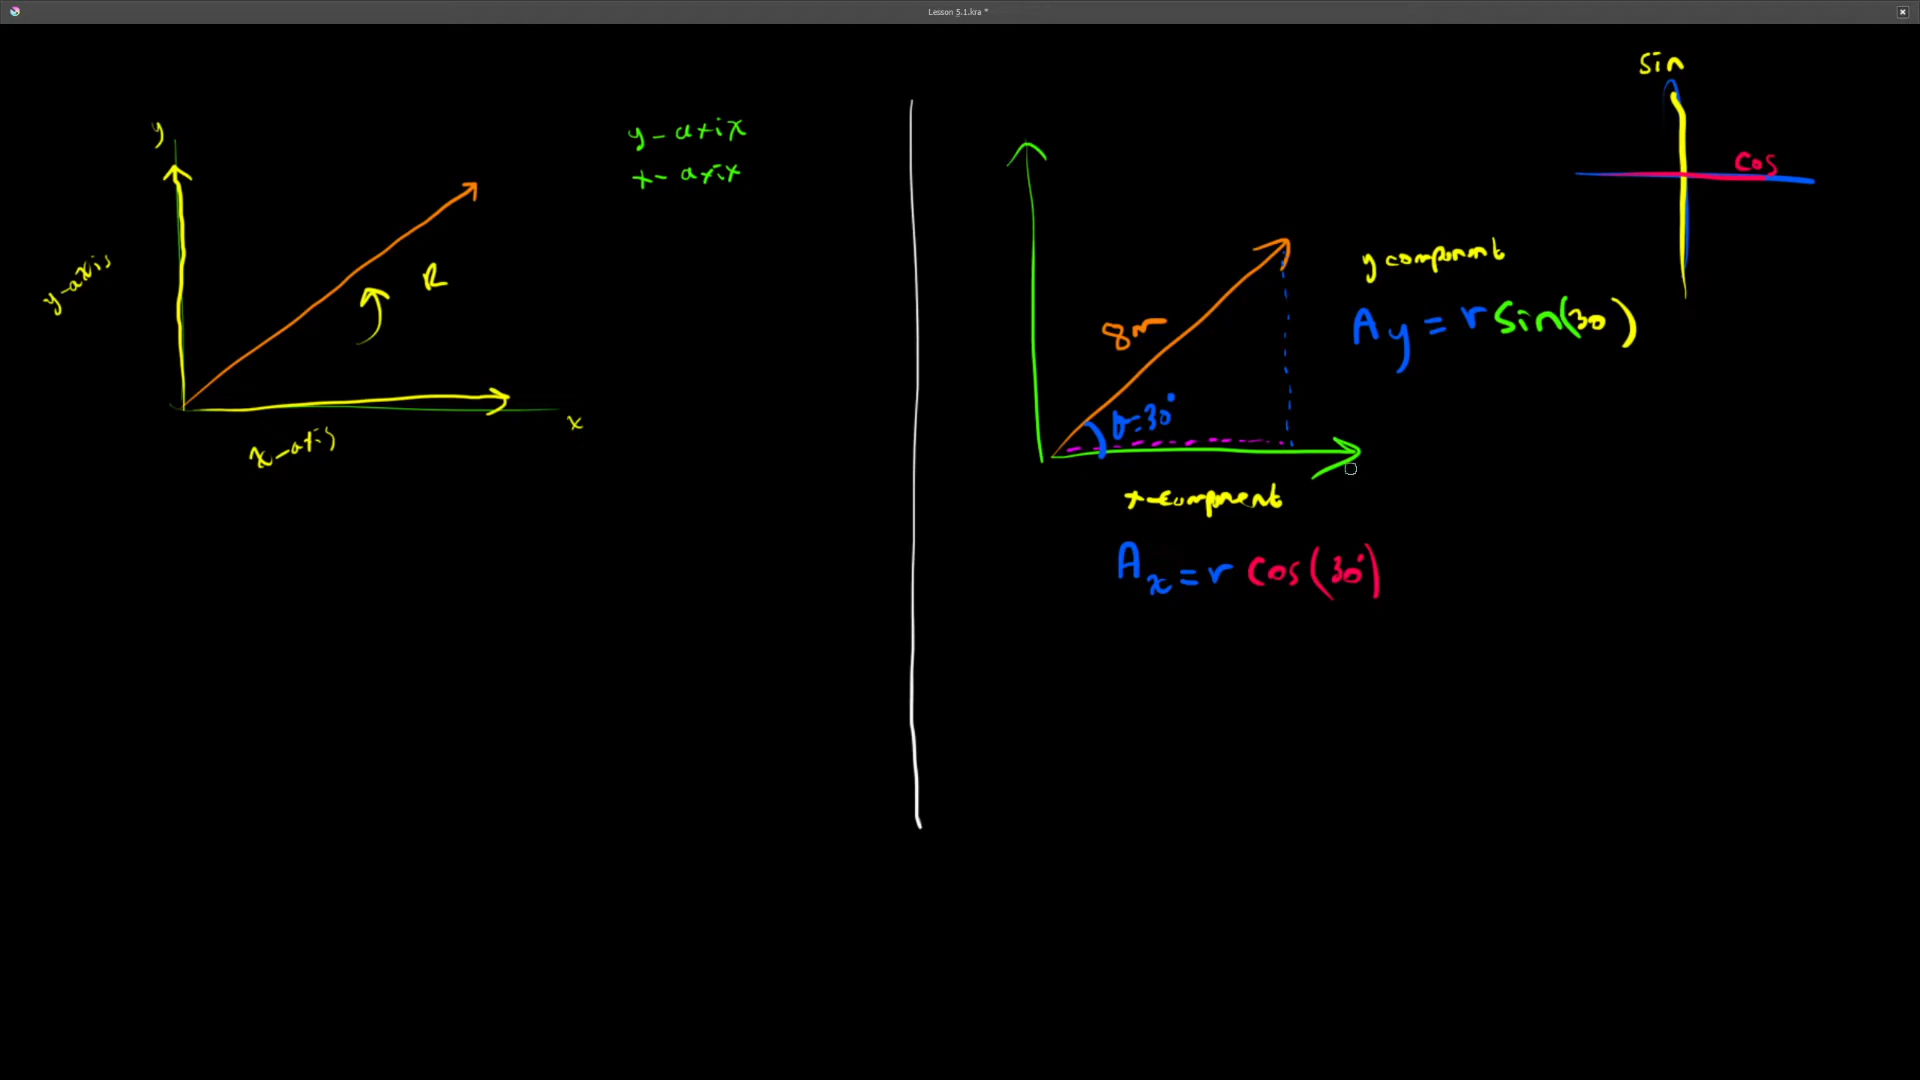 Lesson 5.1.kra *
y
y-axis
R
x-axis
x
y-axix
x-axix
sin
cos
8m
θ=30°
y component
Ay = r Sin(30)
x-component
Ax = r Cos(30°)